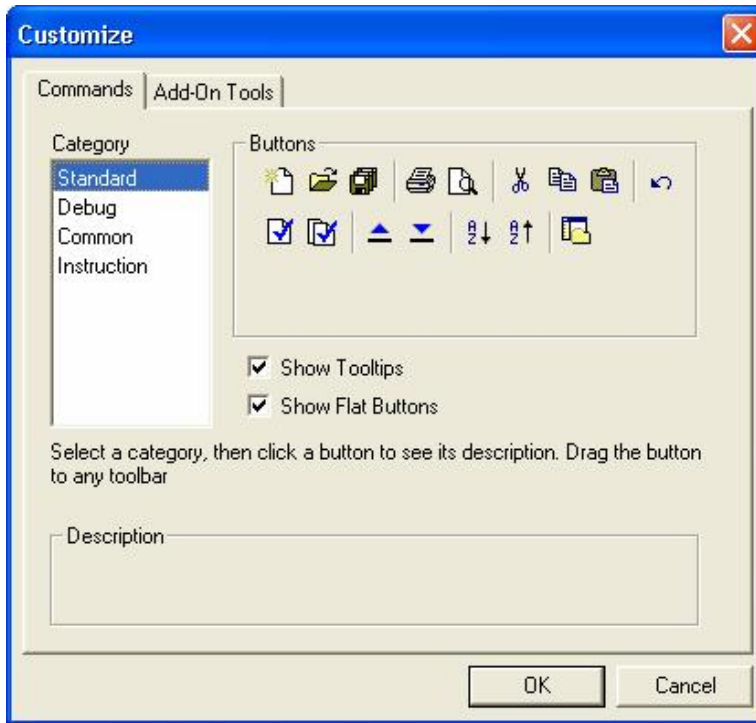 Customize
Commands
Add-On Tools
Category
Buttons
Standard
Debug
Common
Instruction
Show Tooltips
Show Flat Buttons
Select a category, then click a button to see its description. Drag the button
to any toolbar
Description
OK
Cancel